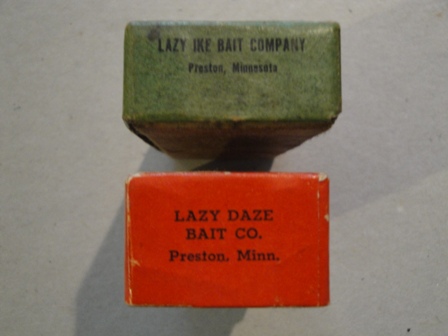 LAZY IKE BAIT COMPANY
Preston, Minnesota
LAZY DAZE
BAIT CO.
Preston, Minn.